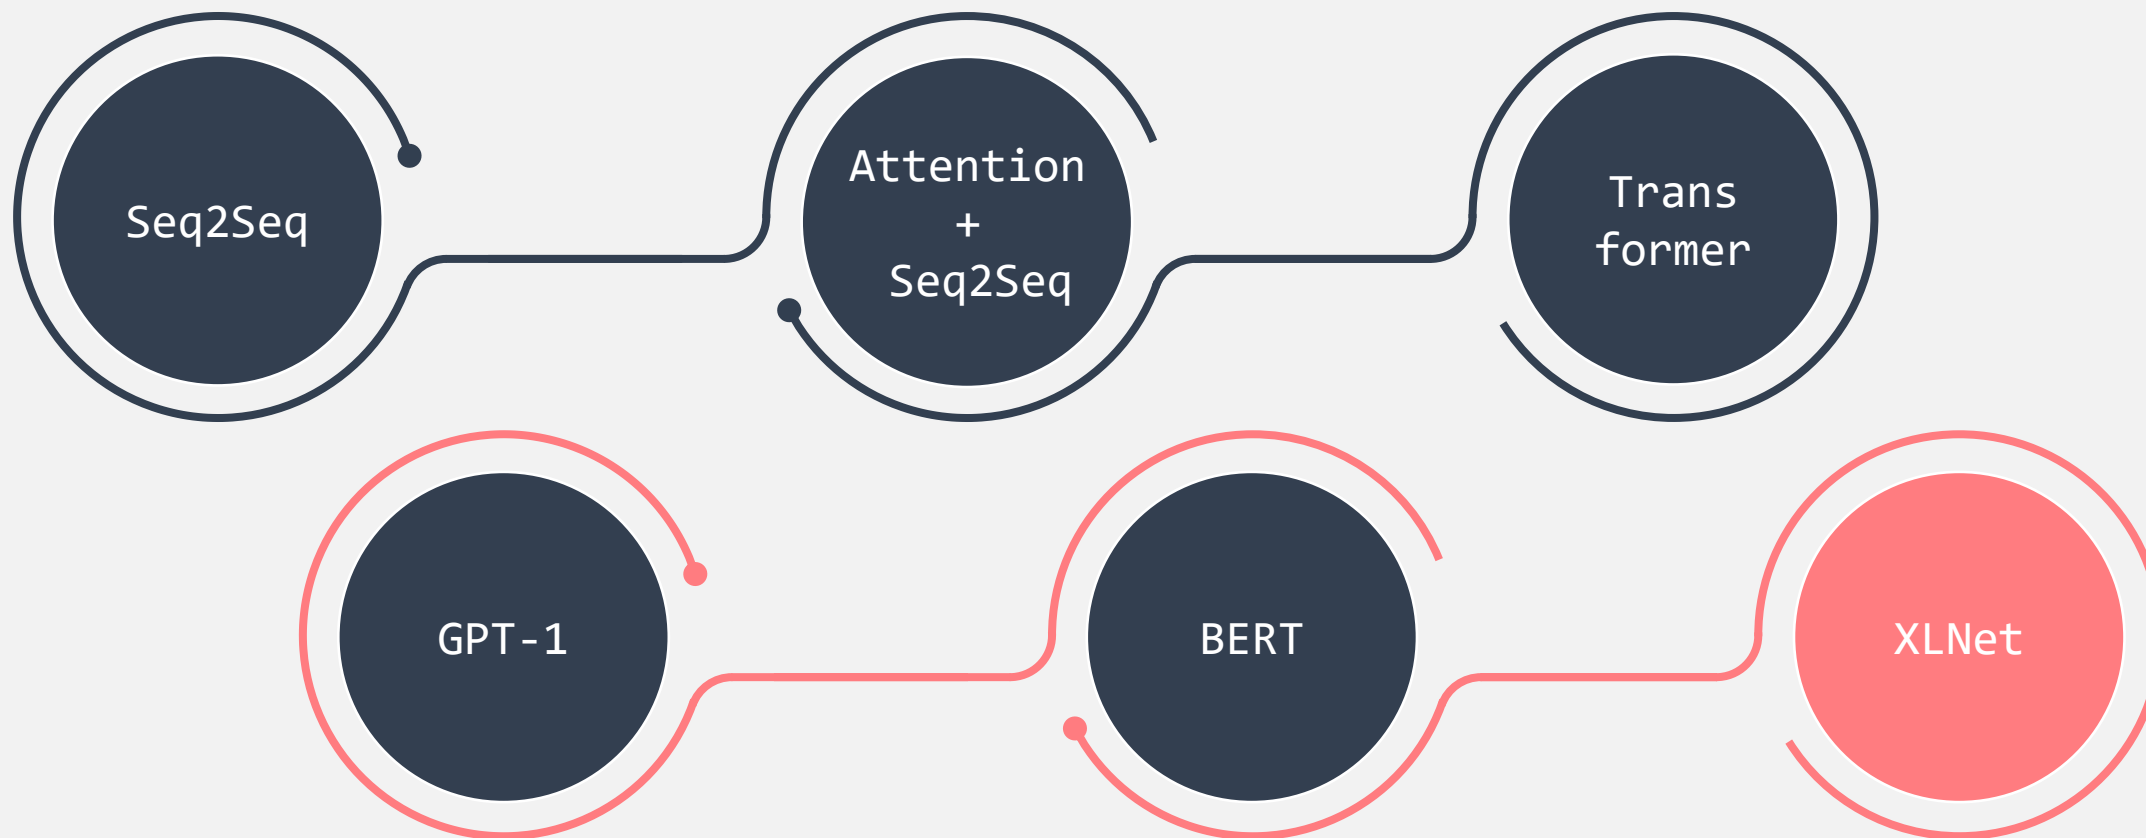 Seq2Seq
Attention
+
Seq2Seq
Trans
former
GPT-1
BERT
XLNet